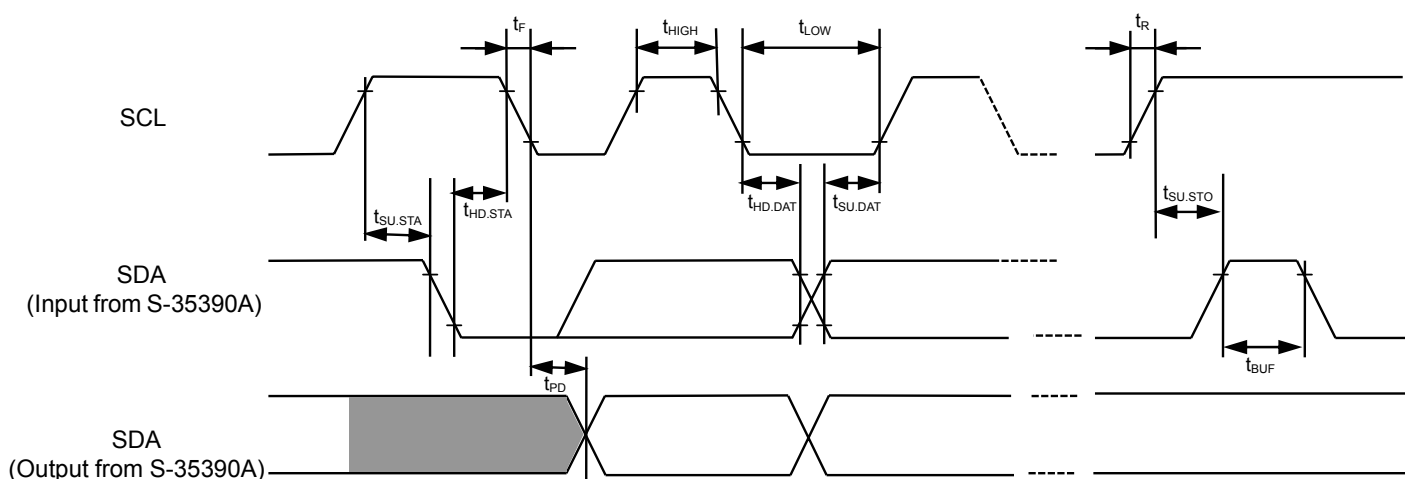 tF
tHIGH
tLOW
tR
SCL
tSU.STA
tHD.STA
tHD.DAT
tSU.DAT
tSU.STO
SDA
(Input from S-35390A)
tPD
tBUF
SDA
(Output from S-35390A)